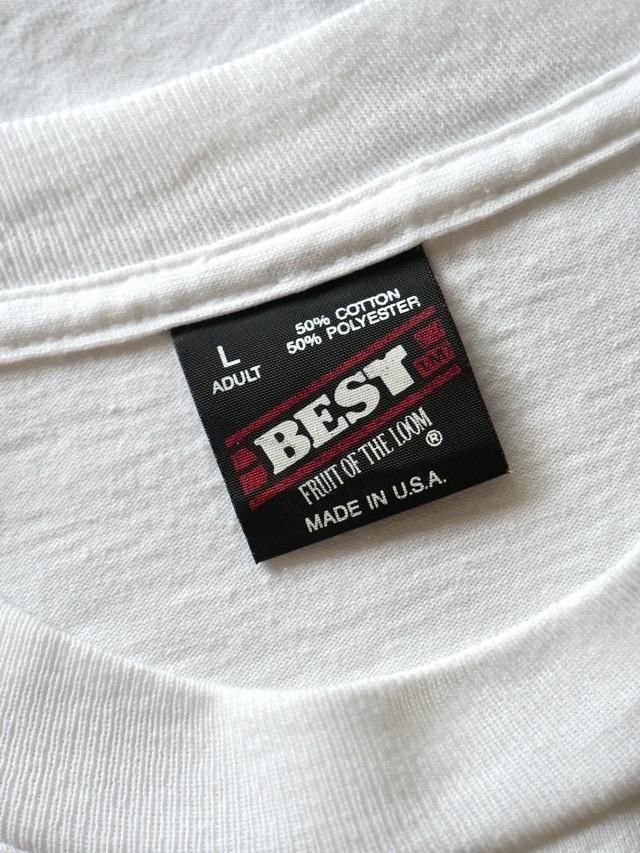 L
ADULT
50% COTTON
50% POLYESTER
BEST
FRUIT OF THE LOOM®
MADE IN U.S.A.